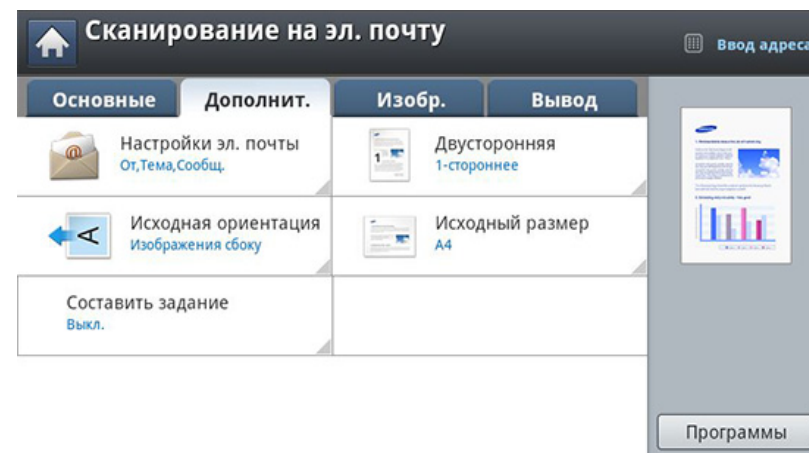 Сканирование на эл. почту
Ввод адреса
Основные
Дополнит.
Изобр.
Вывод
Настройки эл. почты
От,Тема,Сообщ.
1
Двусторонняя
1-стороннее
A
Исходная ориентация
Изображения сбоку
Исходный размер
A4
Составить задание
Выкл.
Программы